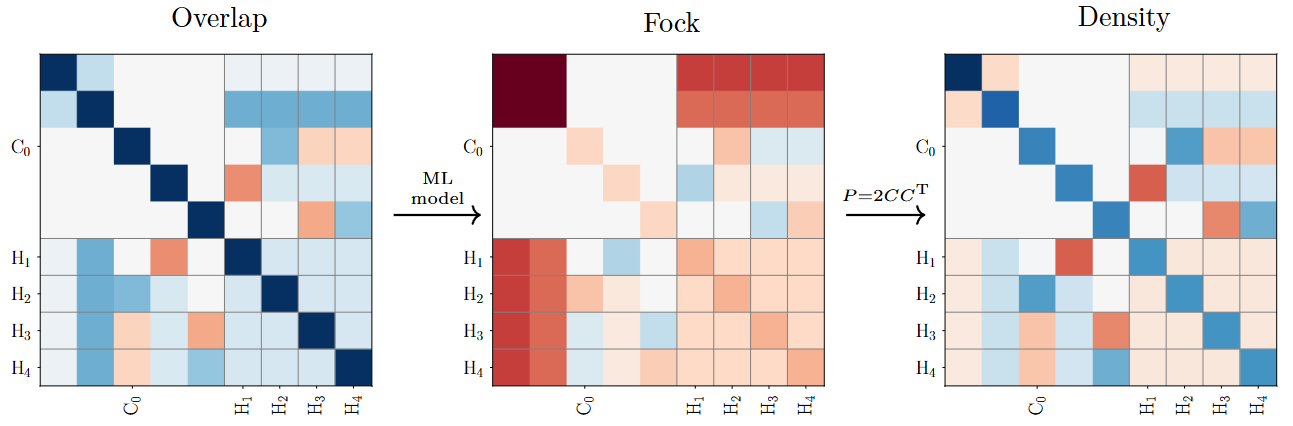 Overlap
Fock
Density
C₀
H₁
H₂
H₃
H₄
C₀
H₁
H₂
H₃
H₄
ML
model
C₀
H₁
H₂
H₃
H₄
C₀
H₁
H₂
H₃
H₄
P=2CCᵀ
C₀
H₁
H₂
H₃
H₄
C₀
H₁
H₂
H₃
H₄